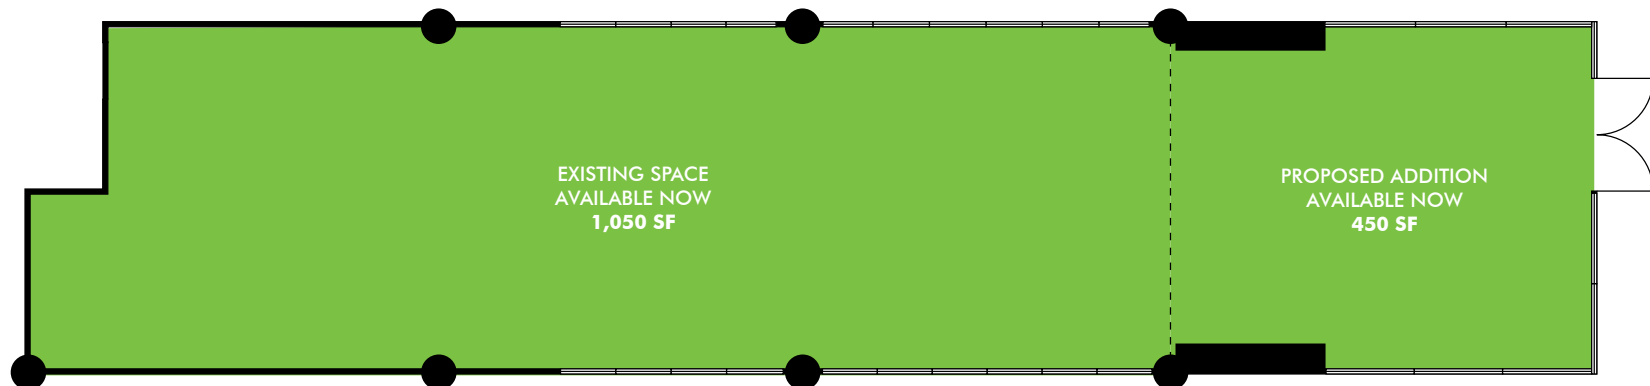 EXISTING SPACE
AVAILABLE NOW
1,050 SF
PROPOSED ADDITION
AVAILABLE NOW
450 SF